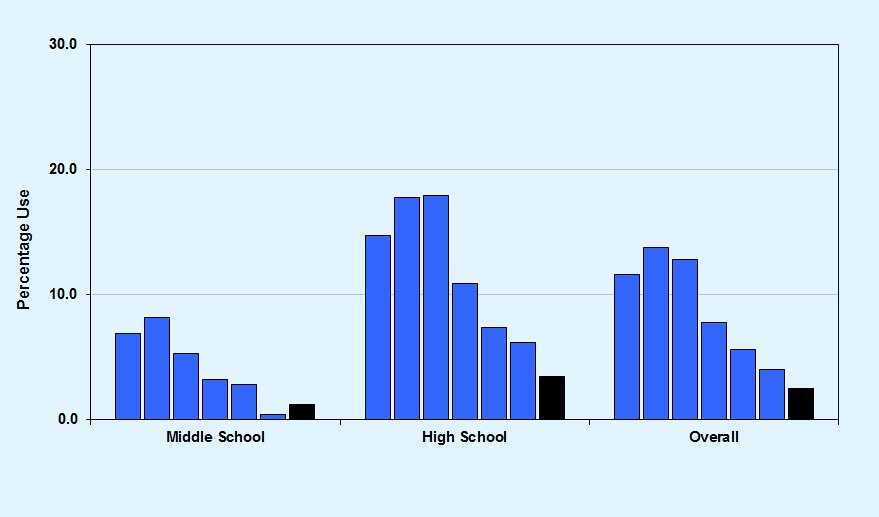 30.0
20.0
10.0
0.0
Percentage Use
Middle School
High School
Overall